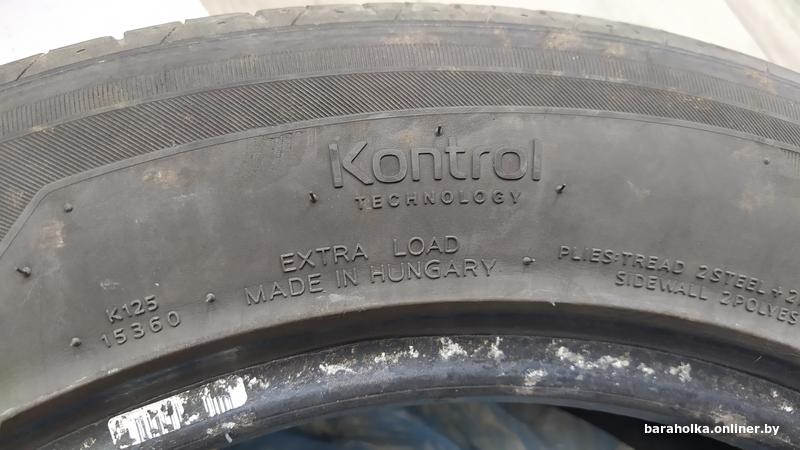 Kontrol
TECHNOLOGY
EXTRA LOAD
MADE IN HUNGARY
K125
15360
PLIES:TREAD 2STEEL+2
SIDEWALL 2POLYES
baraholka.onliner.by